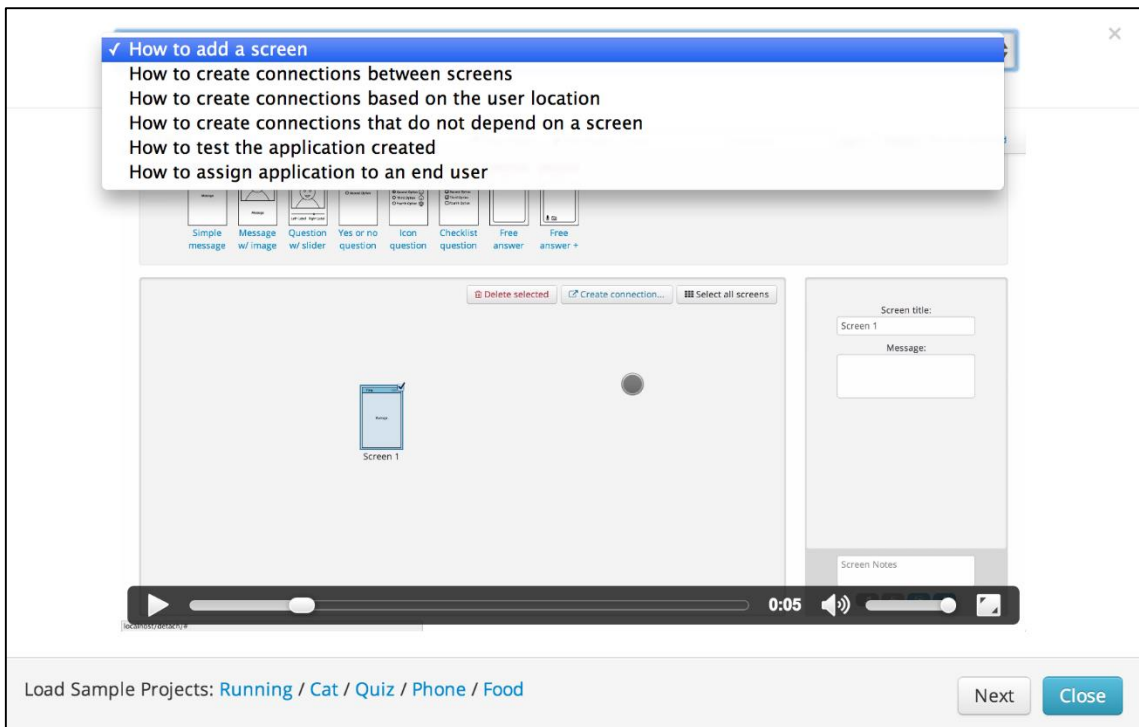 ×
✓ How to add a screen
How to create connections between screens
How to create connections based on the user location
How to create connections that do not depend on a screen
How to test the application created
How to assign application to an end user
Simple message
Message w/ image
Question w/ slider
Yes or no question
Icon question
Checklist question
Free answer
Free answer +
Delete selected
Create connection...
Select all screens
Screen title:
Screen 1
Message:
Screen 1
Screen Notes
0:05
localhost/detach/#
Load Sample Projects: Running / Cat / Quiz / Phone / Food
Next
Close